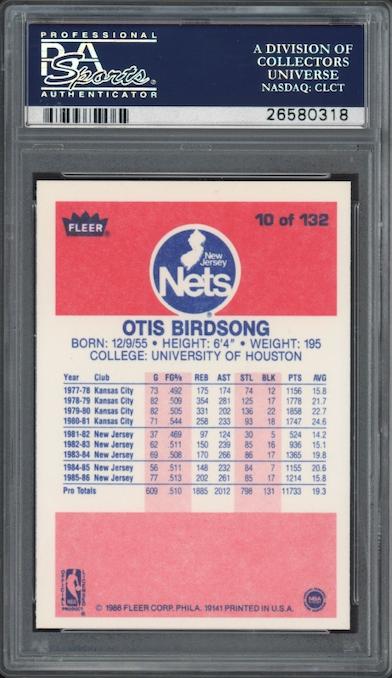 PROFESSIONAL
PSA
Sports
AUTHENTICATOR
A DIVISION OF
COLLECTORS
UNIVERSE
NASDAQ: CLCT
26580318
FLEER
10 of 132
New
Jersey
Nets
OTIS BIRDSONG
BORN: 12/9/55 • HEIGHT: 6'4" • WEIGHT: 195
COLLEGE: UNIVERSITY OF HOUSTON
Year Club G FG% REB AST STL BLK PTS AVG
1977-78 Kansas City 73 .492 175 174 74 12 1156 15.8
1978-79 Kansas City 82 .509 354 281 125 17 1778 21.7
1979-80 Kansas City 82 .505 331 202 136 22 1858 22.7
1980-81 Kansas City 71 .544 258 233 93 18 1747 24.6
1981-82 New Jersey 37 .469 97 124 30 5 524 14.2
1982-83 New Jersey 62 .511 150 239 85 16 936 15.1
1983-84 New Jersey 69 .508 170 266 86 17 1365 19.8
1984-85 New Jersey 56 .511 148 232 84 7 1155 20.6
1985-86 New Jersey 77 .513 202 261 85 17 1214 15.8
Pro Totals 609 .510 1885 2012 798 131 11733 19.3
© 1986 FLEER CORP. PHILA. 19141 PRINTED IN U.S.A.